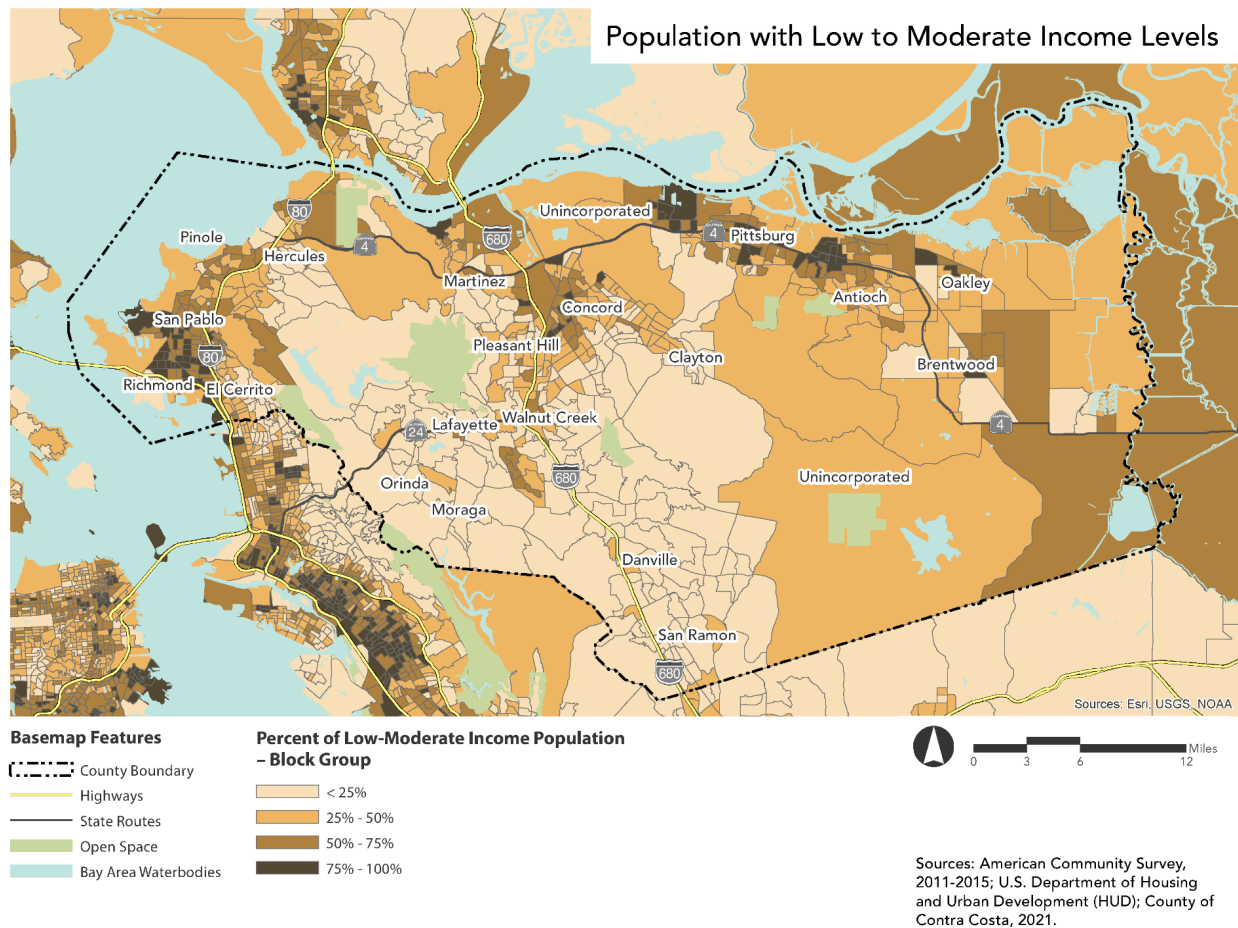 Population with Low to Moderate Income Levels
Unincorporated
80
4
Pittsburg
Pinole
680
4
Hercules
Martinez
Oakley
Antioch
Concord
San Pablo
Pleasant Hill
80
Clayton
Brentwood
Richmond
El Cerrito
Walnut Creek
Lafayette
24
4
680
Unincorporated
Orinda
Moraga
Danville
San Ramon
680
Sources: Esri, USGS, NOAA
Basemap Features
County Boundary
Highways
State Routes
Open Space
Bay Area Waterbodies
Percent of Low-Moderate Income Population
– Block Group
< 25%
25% - 50%
50% - 75%
75% - 100%
Miles
0 3 6 12
Sources: American Community Survey,
2011-2015; U.S. Department of Housing
and Urban Development (HUD); County of
Contra Costa, 2021.